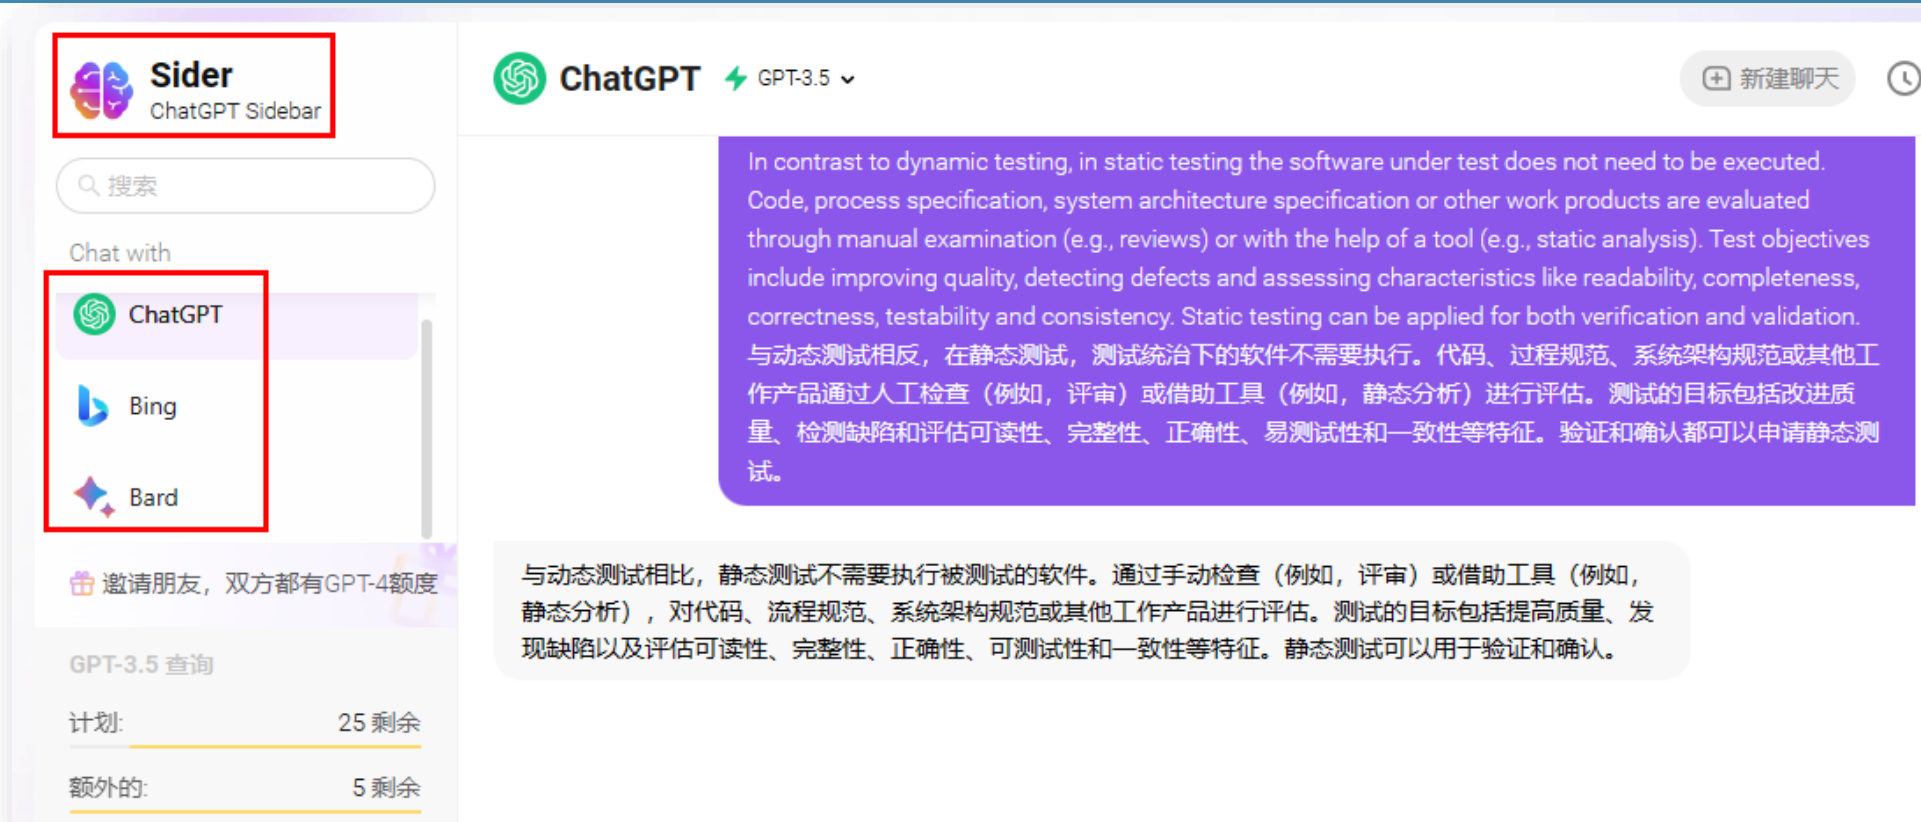 Sider
ChatGPT Sidebar
搜索
Chat with
ChatGPT
Bing
Bard
邀请朋友，双方都有GPT-4额度
GPT-3.5 查询
计划:
25 剩余
额外的:
5 剩余
ChatGPT
GPT-3.5
新建聊天
In contrast to dynamic testing, in static testing the software under test does not need to be executed.
Code, process specification, system architecture specification or other work products are evaluated
through manual examination (e.g., reviews) or with the help of a tool (e.g., static analysis). Test objectives
include improving quality, detecting defects and assessing characteristics like readability, completeness,
correctness, testability and consistency. Static testing can be applied for both verification and validation.
与动态测试相反，在静态测试，测试统治下的软件不需要执行。代码、过程规范、系统架构规范或其他工
作产品通过人工检查（例如，评审）或借助工具（例如，静态分析）进行评估。测试的目标包括改进质
量、检测缺陷和评估可读性、完整性、正确性、易测试性和一致性等特征。验证和确认都可以申请静态测
试。
与动态测试相比，静态测试不需要执行被测试的软件。通过手动检查（例如，评审）或借助工具（例如，
静态分析），对代码、流程规范、系统架构规范或其他工作产品进行评估。测试的目标包括提高质量、发
现缺陷以及评估可读性、完整性、正确性、可测试性和一致性等特征。静态测试可以用于验证和确认。